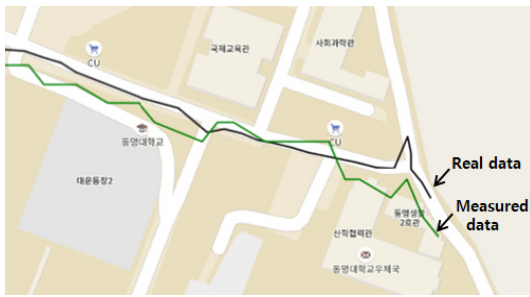 국제교육관
사회과학관
CU
동명대학교
CU
대운동장2
Real data
동명생활
2호관
Measured
data
산학협력관
동명대학교우체국